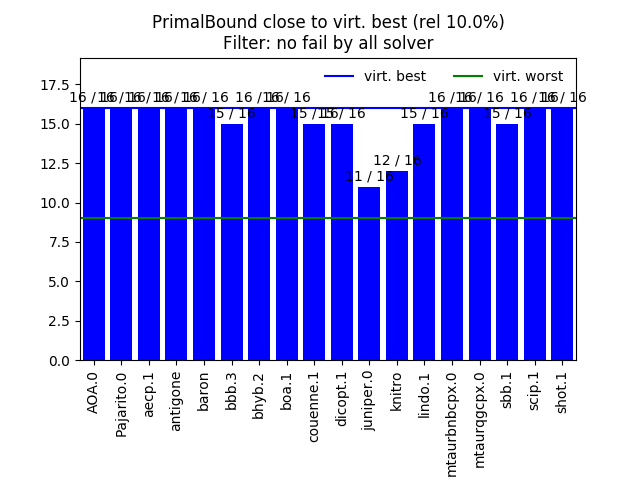 PrimalBound close to virt. best (rel 10.0%)
Filter: no fail by all solver
virt. best
virt. worst
17.5
15.0
12.5
10.0
7.5
5.0
2.5
0.0
16 / 16
16 / 16
16 / 16
16 / 16
16 / 16
15 / 16
16 / 16
16 / 16
15 / 16
15 / 16
11 / 16
12 / 16
15 / 16
16 / 16
16 / 16
15 / 16
16 / 16
16 / 16
AOA.0
Pajarito.0
aecp.1
antigone
baron
bbb.3
bhyb.2
boa.1
couenne.1
dicopt.1
juniper.0
knitro
lindo.1
mtaurbnbcpx.0
mtaurqgcpx.0
sbb.1
scip.1
shot.1